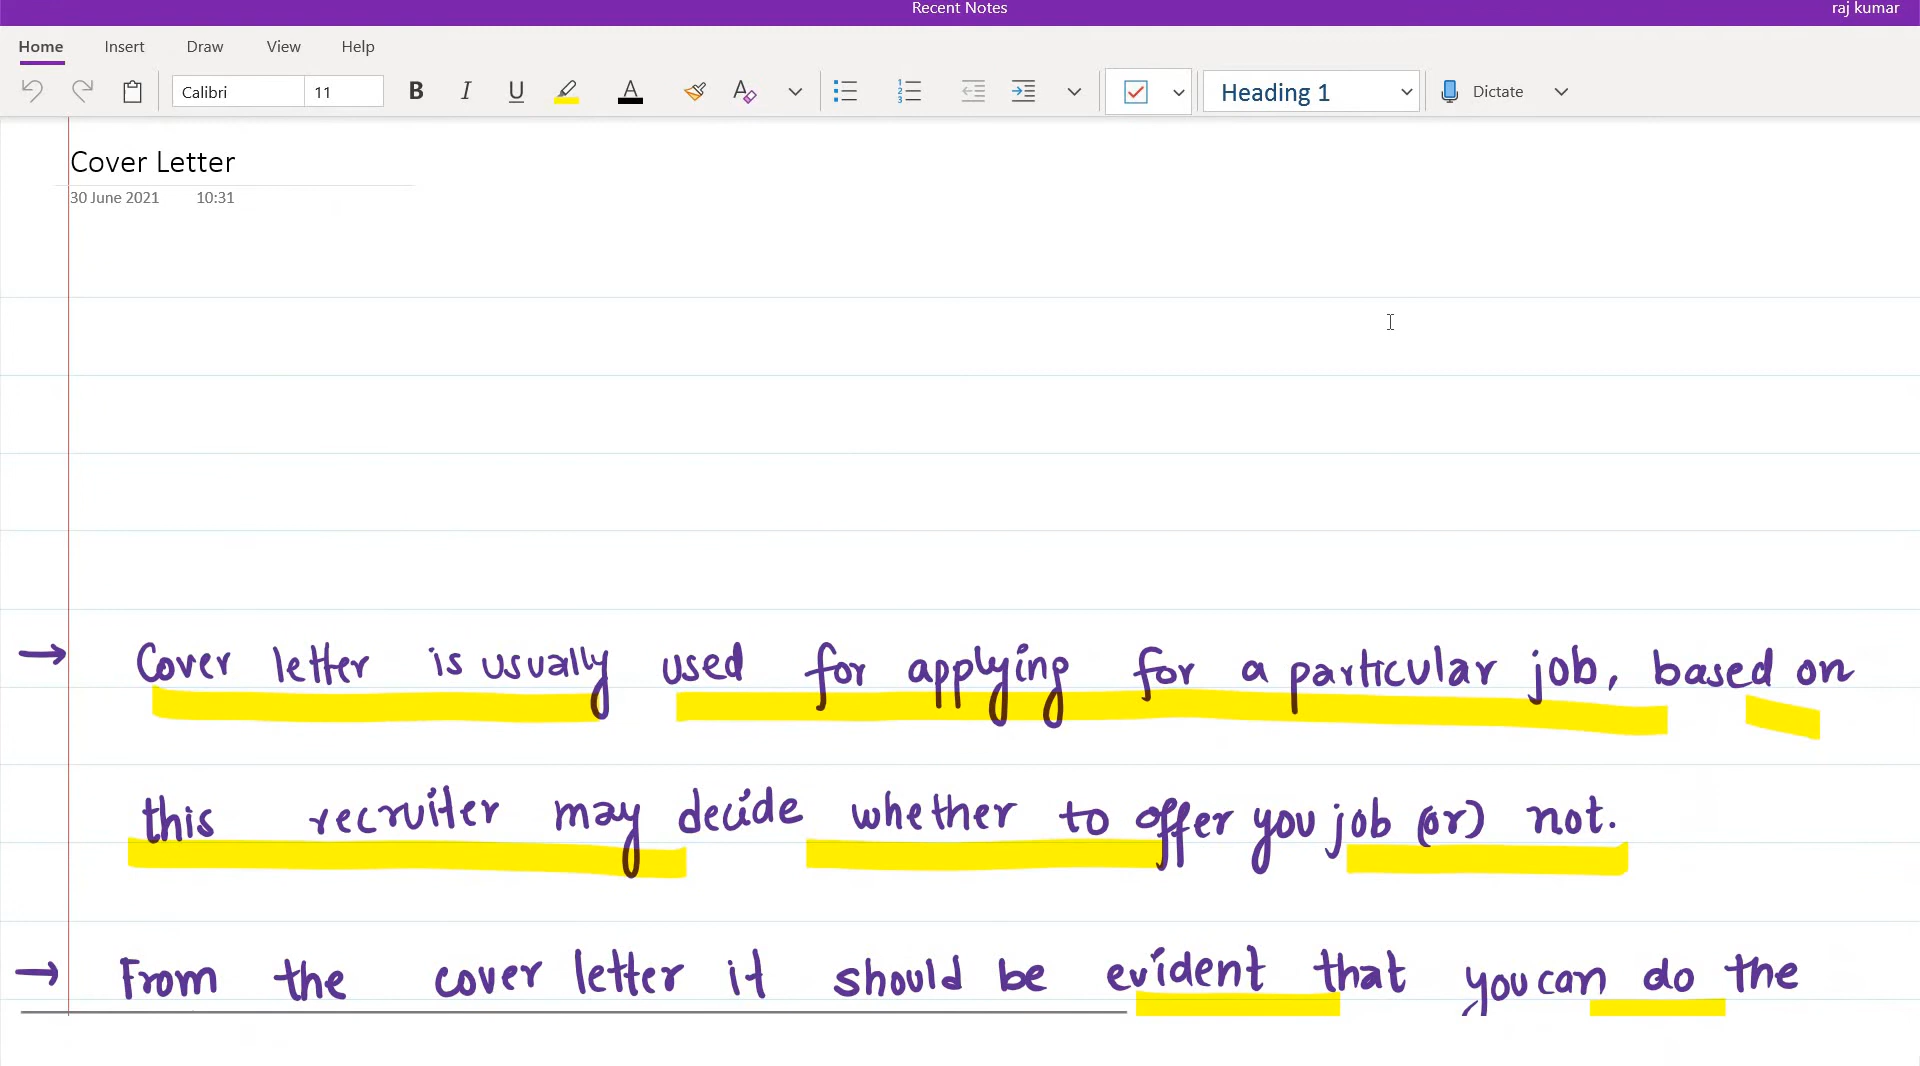 Recent Notes raj kumar
Home Insert Draw View Help
Calibri 11 B I U A A Heading 1 Dictate
Cover Letter
30 June 2021 10:31
→ Cover letter is usually used for applying for a particular job, based on
this recruiter may decide whether to offer you job (or) not.
→ From the cover letter it should be evident that you can do the